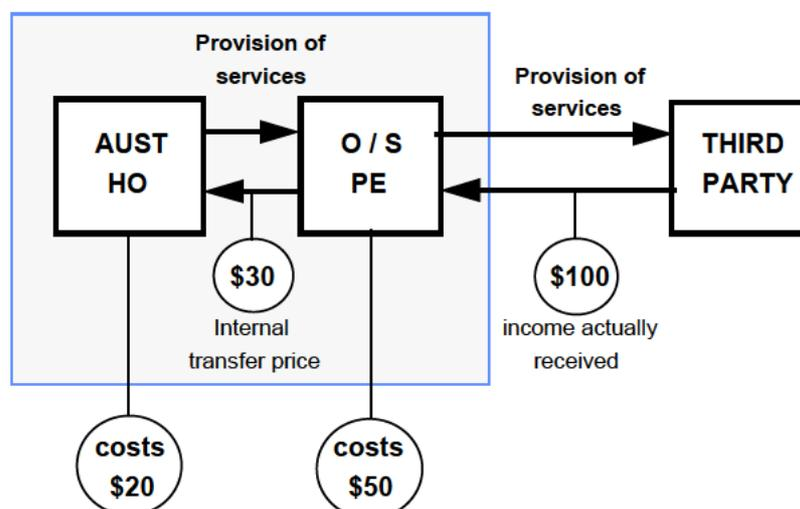 Provision of
services
Provision of
services
AUST
HO
O / S
PE
THIRD
PARTY
$30
$100
Internal
transfer price
income actually
received
costs
$20
costs
$50